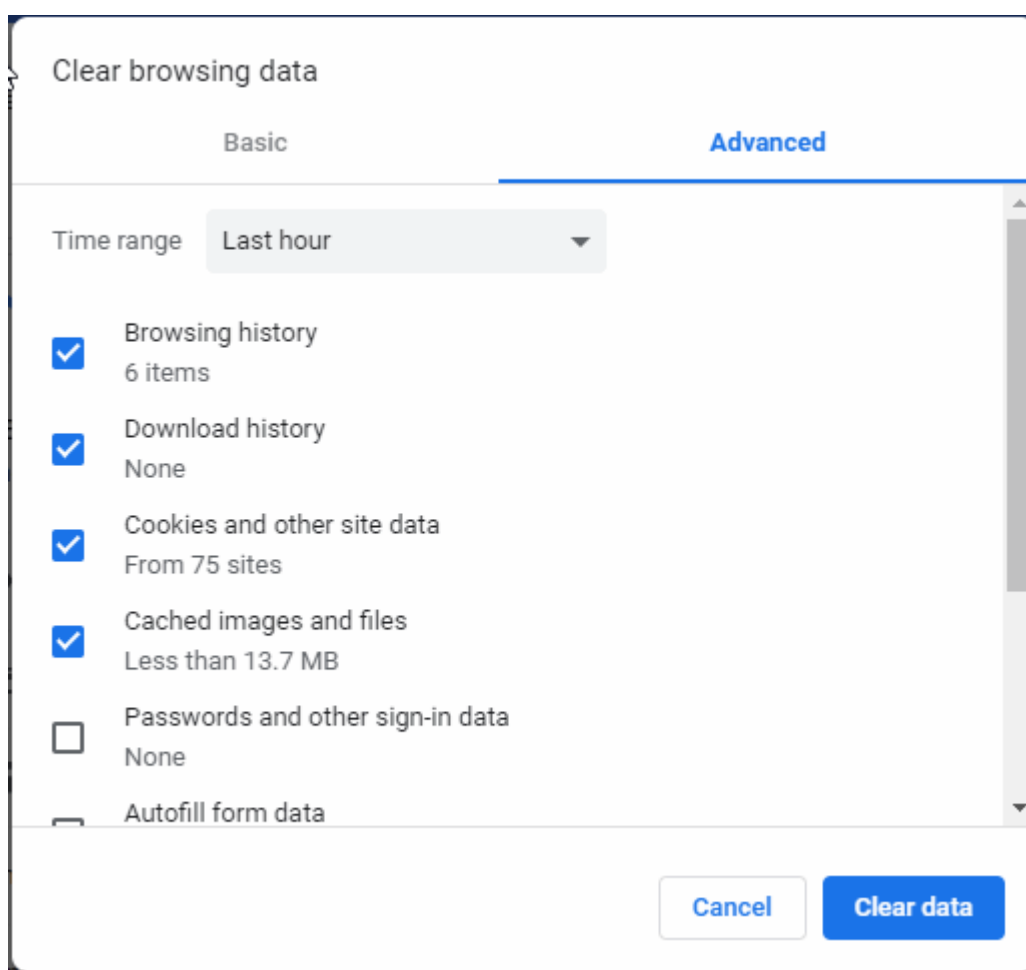 Clear browsing data
Basic
Advanced
Time range
Last hour
Browsing history
6 items
Download history
None
Cookies and other site data
From 75 sites
Cached images and files
Less than 13.7 MB
Passwords and other sign-in data
None
Autofill form data
Cancel
Clear data